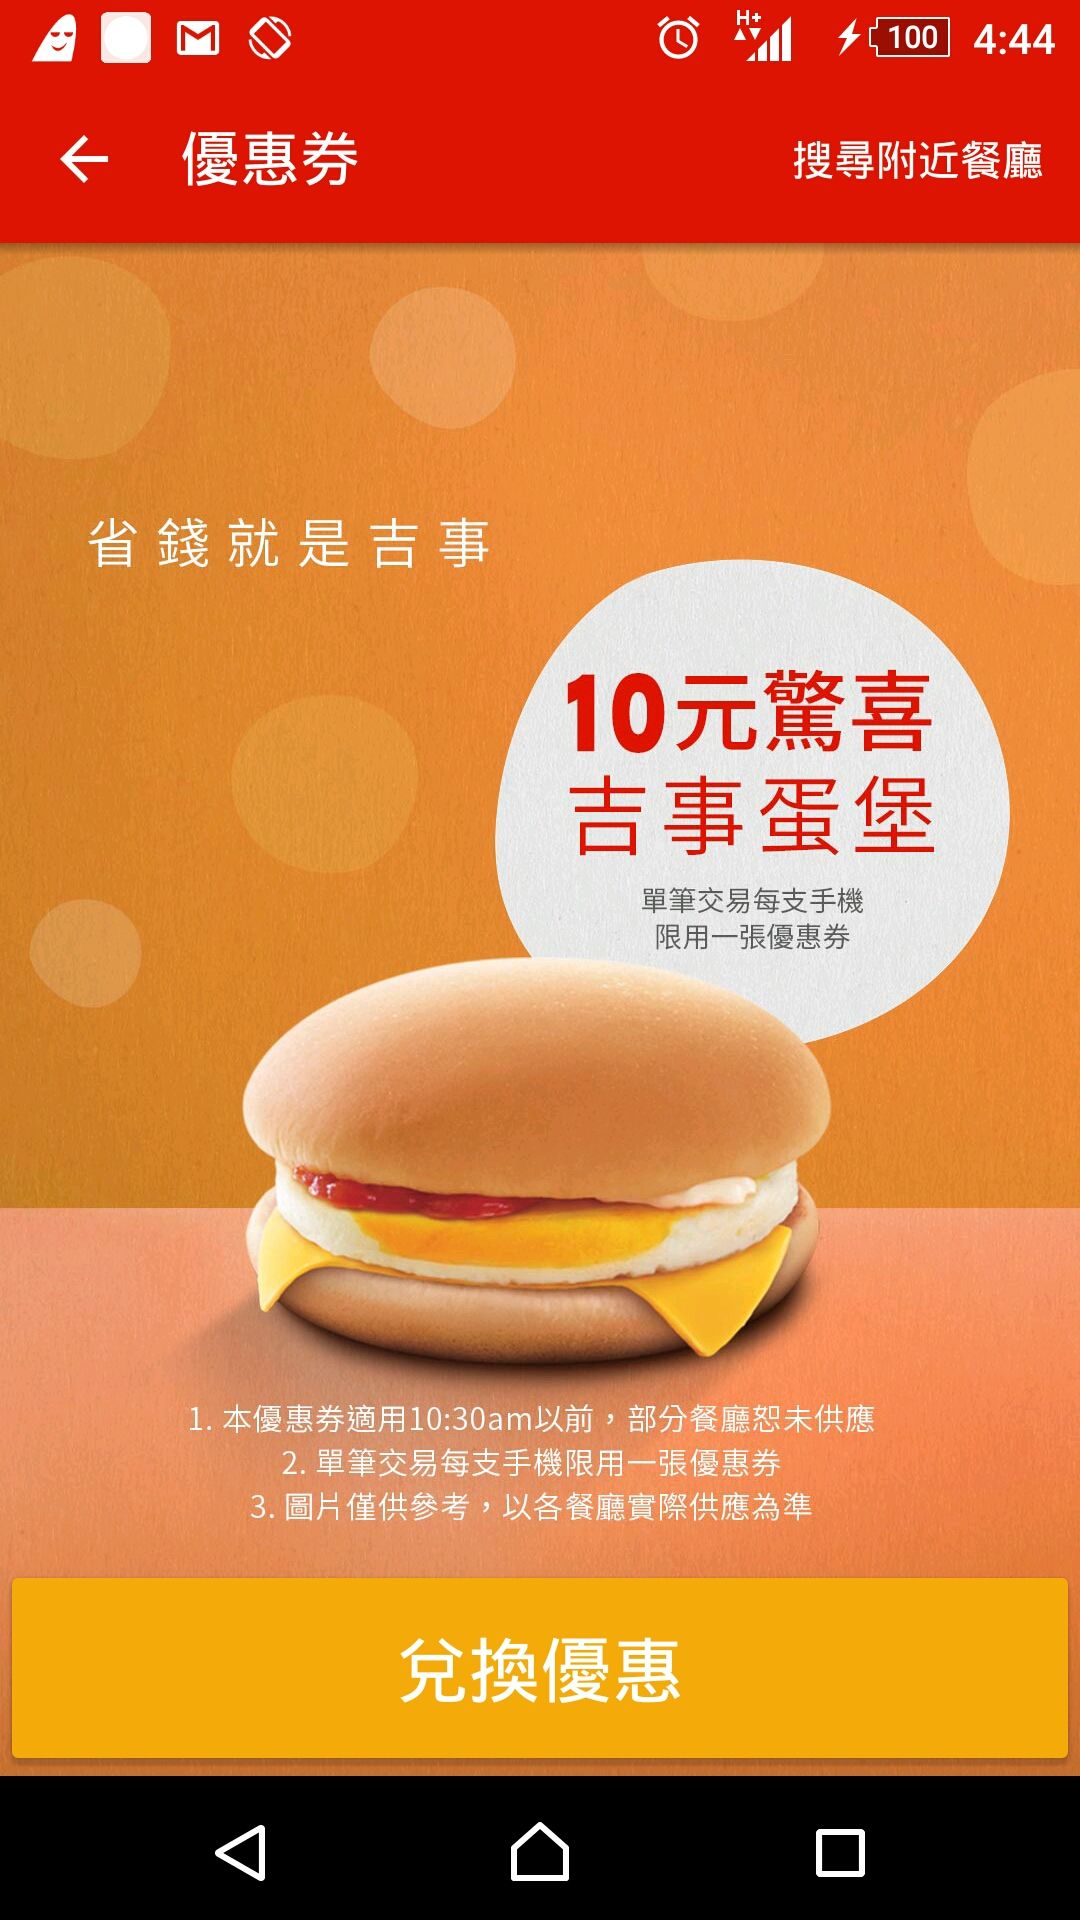 H+
100
4:44
優惠券
搜尋附近餐廳
省錢就是吉事
10元驚喜
吉事蛋堡
單筆交易每支手機
限用一張優惠券
1. 本優惠券適用10:30am以前，部分餐廳恕未供應
2. 單筆交易每支手機限用一張優惠券
3. 圖片僅供參考，以各餐廳實際供應為準
兌換優惠